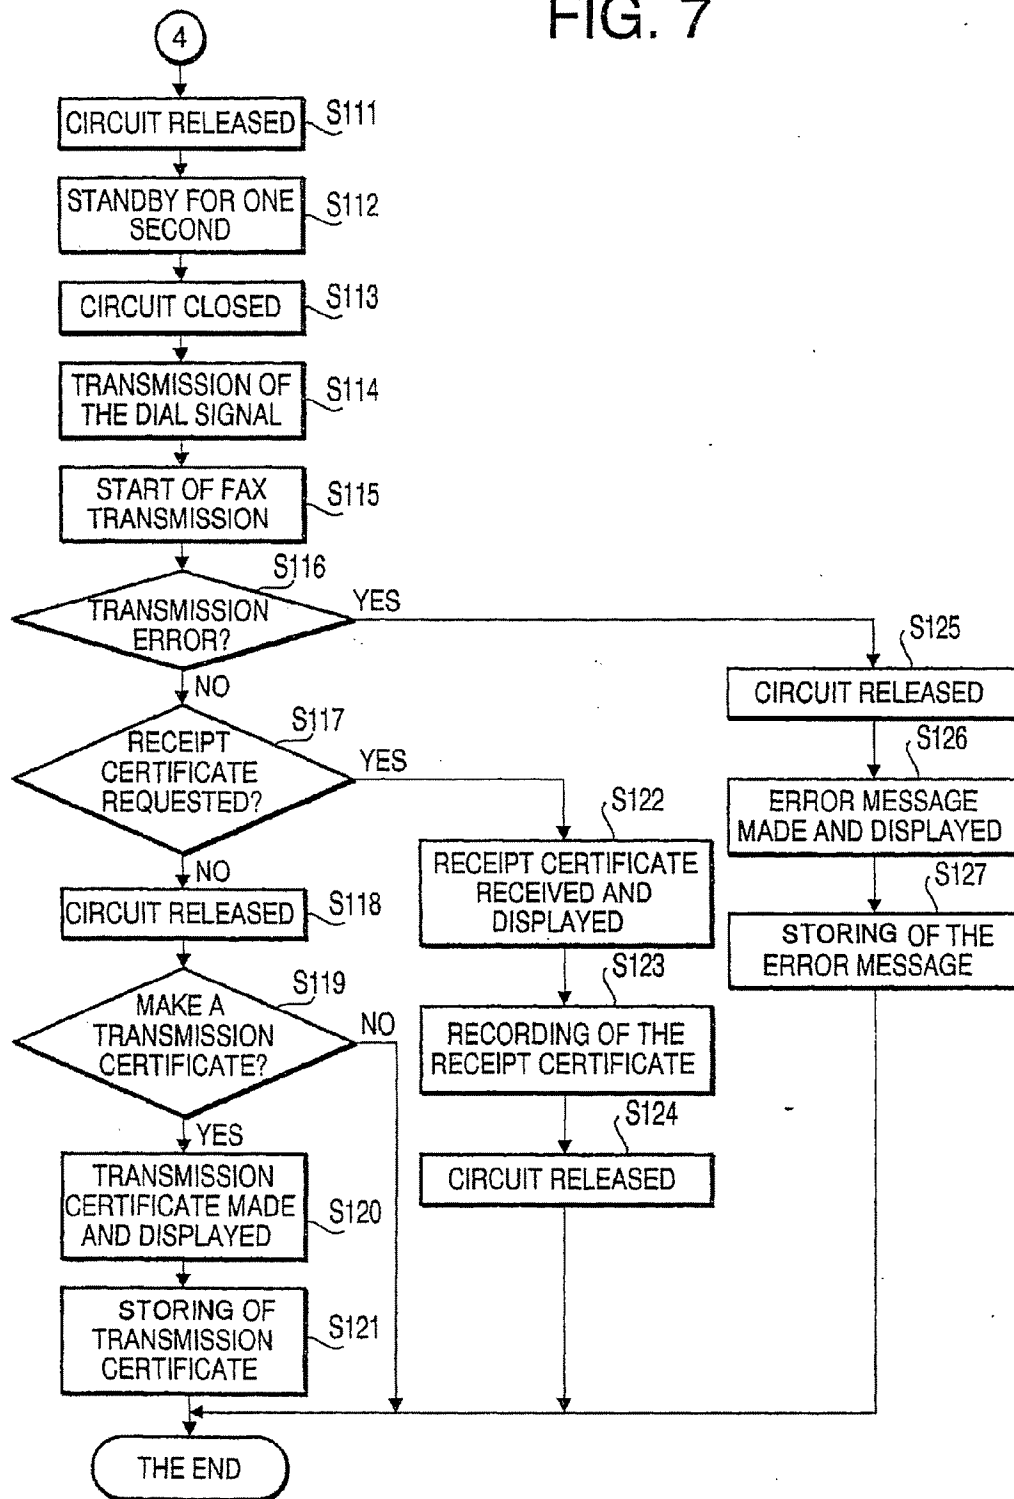 FIG. 7
4
CIRCUIT RELEASED
S111
STANDBY FOR ONE
SECOND
S112
CIRCUIT CLOSED
S113
TRANSMISSION OF
THE DIAL SIGNAL
S114
START OF FAX
TRANSMISSION
S115
S116
TRANSMISSION
ERROR?
YES
NO
S117
RECEIPT
CERTIFICATE
REQUESTED?
YES
NO
CIRCUIT RELEASED
S118
S119
MAKE A
TRANSMISSION
CERTIFICATE?
NO
YES
TRANSMISSION
CERTIFICATE MADE
AND DISPLAYED
S120
STORING OF
TRANSMISSION
CERTIFICATE
S121
S122
RECEIPT CERTIFICATE
RECEIVED AND
DISPLAYED
S123
RECORDING OF THE
RECEIPT CERTIFICATE
S124
CIRCUIT RELEASED
S125
CIRCUIT RELEASED
S126
ERROR MESSAGE
MADE AND DISPLAYED
S127
STORING OF THE
ERROR MESSAGE
THE END